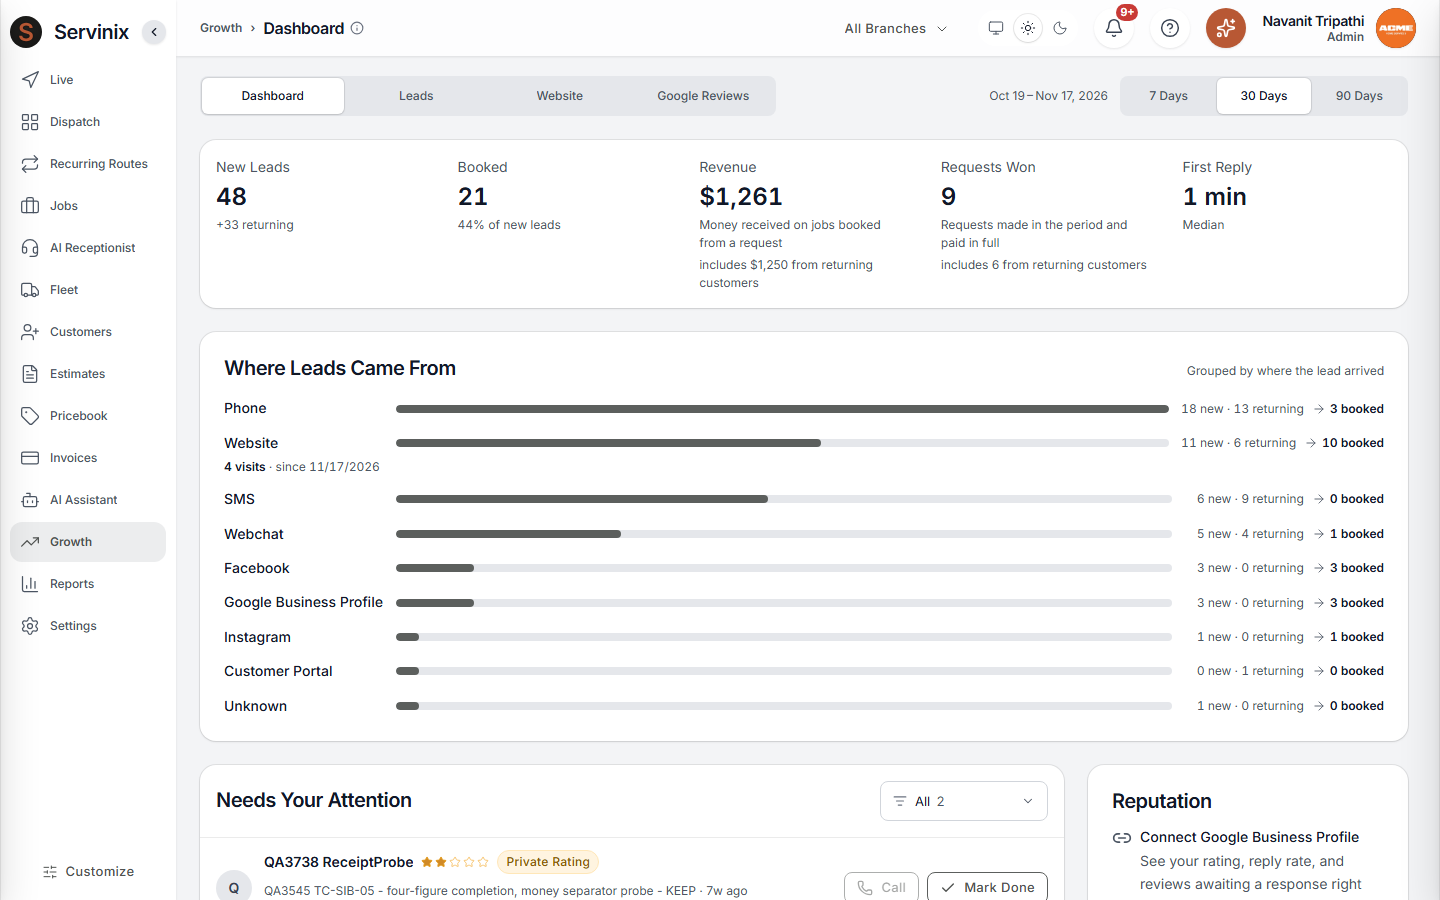 S Servinix
Growth › Dashboard
All Branches
9+
Navanit Tripathi
Admin
ACME
Live
Dispatch
Recurring Routes
Jobs
AI Receptionist
Fleet
Customers
Estimates
Pricebook
Invoices
AI Assistant
Growth
Reports
Settings
Customize
Dashboard Leads Website Google Reviews
Oct 19 – Nov 17, 2026 7 Days 30 Days 90 Days
New Leads
48
+33 returning
Booked
21
44% of new leads
Revenue
$1,261
Money received on jobs booked
from a request
includes $1,250 from returning
customers
Requests Won
9
Requests made in the period and
paid in full
includes 6 from returning customers
First Reply
1 min
Median
Where Leads Came From
Grouped by where the lead arrived
Phone 18 new · 13 returning → 3 booked
Website 11 new · 6 returning → 10 booked
4 visits · since 11/17/2026
SMS 6 new · 9 returning → 0 booked
Webchat 5 new · 4 returning → 1 booked
Facebook 3 new · 0 returning → 3 booked
Google Business Profile 3 new · 0 returning → 3 booked
Instagram 1 new · 0 returning → 1 booked
Customer Portal 0 new · 1 returning → 0 booked
Unknown 1 new · 0 returning → 0 booked
Needs Your Attention
All 2
Q
QA3738 ReceiptProbe Private Rating
QA3545 TC-SIB-05 - four-figure completion, money separator probe - KEEP · 7w ago
Call
Mark Done
Reputation
Connect Google Business Profile
See your rating, reply rate, and
reviews awaiting a response right